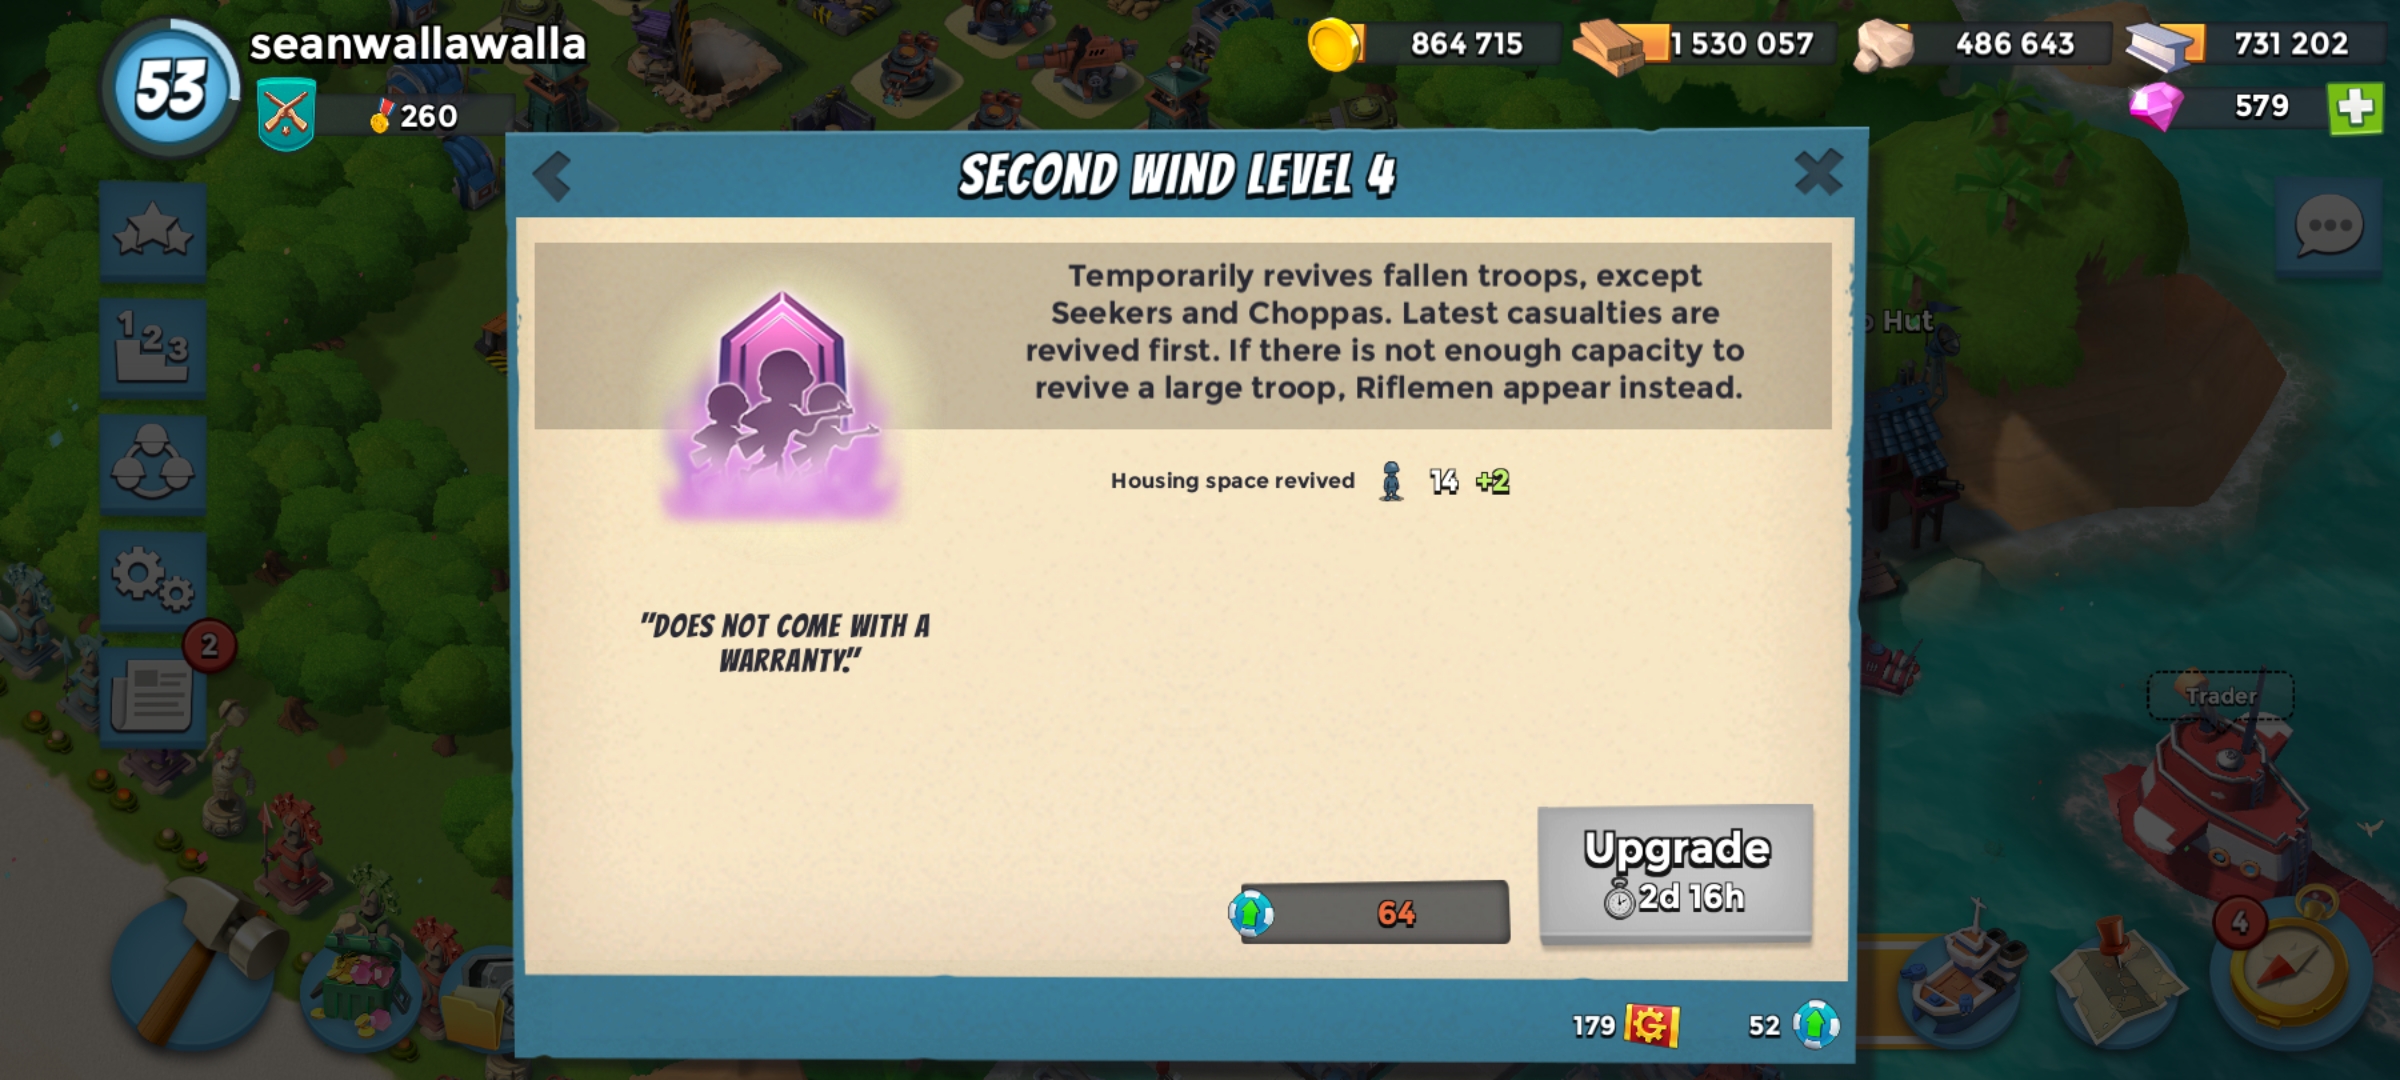 53
seanwallawalla
260
864 715
1 530 057
486 643
731 202
579
SECOND WIND LEVEL 4
Temporarily revives fallen troops, except
Seekers and Choppas. Latest casualties are
revived first. If there is not enough capacity to
revive a large troop, Riflemen appear instead.
Housing space revived 14 +2
"DOES NOT COME WITH A
WARRANTY."
Upgrade
2d 16h
64
179
52
1 2 3
2
Hut
Trader
4